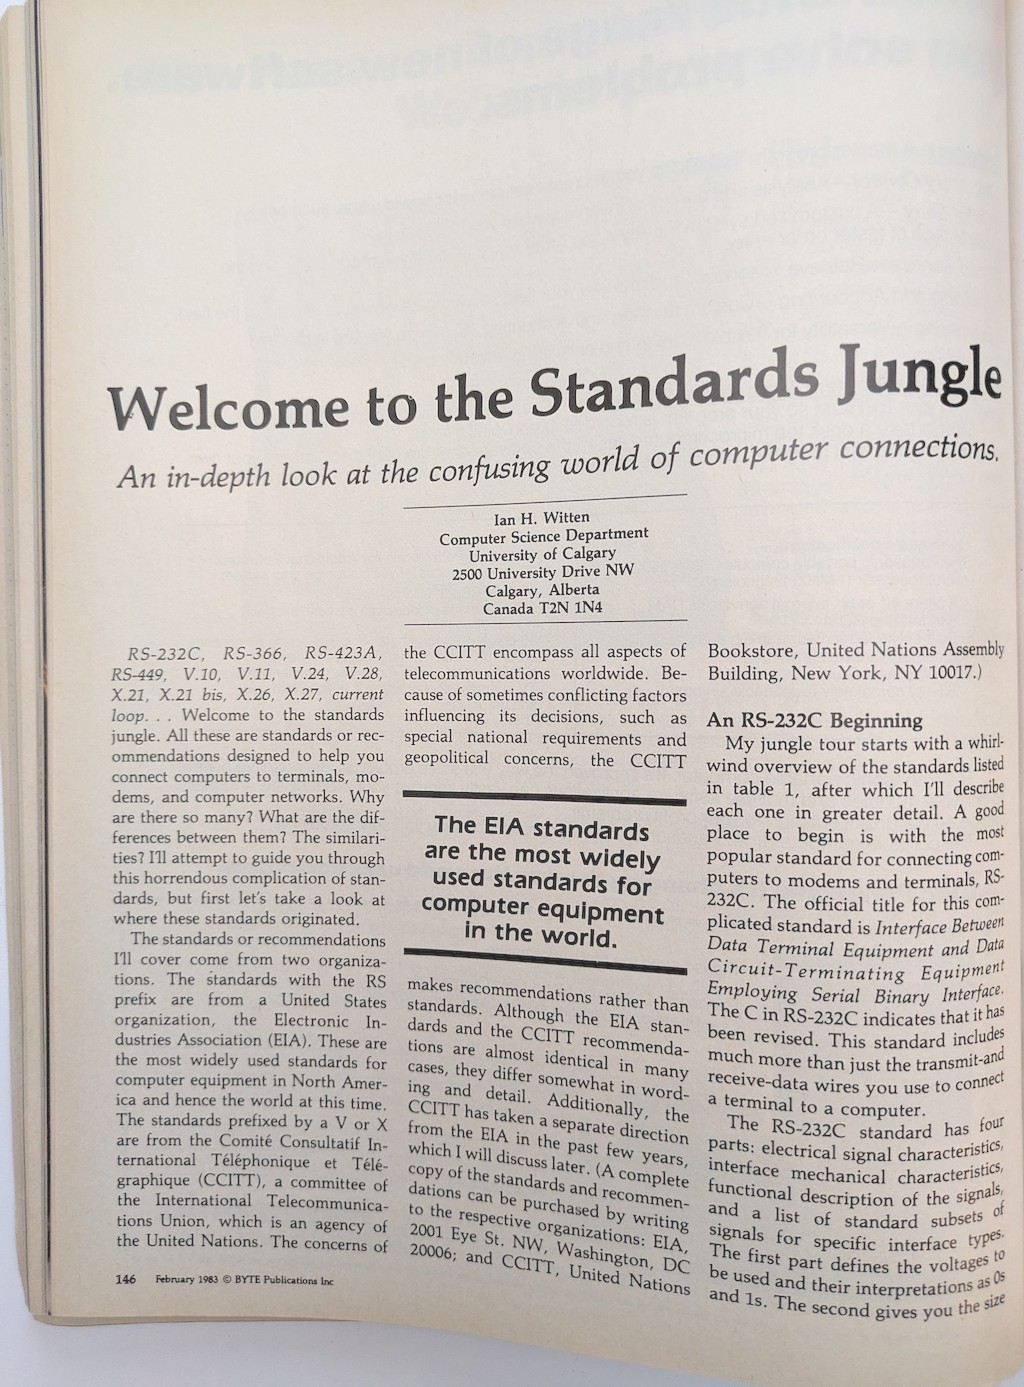 Welcome to the Standards Jungle
An in-depth look at the confusing world of computer connections.
Ian H. Witten
Computer Science Department
University of Calgary
2500 University Drive NW
Calgary, Alberta
Canada T2N 1N4
RS-232C, RS-366, RS-423A,
RS-449, V.10, V.11, V.24, V.28,
X.21, X.21 bis, X.26, X.27, current
loop. . . Welcome to the standards
jungle. All these are standards or rec-
ommendations designed to help you
connect computers to terminals, mo-
dems, and computer networks. Why
are there so many? What are the dif-
ferences between them? The similari-
ties? I'll attempt to guide you through
this horrendous complication of stan-
dards, but first let's take a look at
where these standards originated.
The standards or recommendations
I'll cover come from two organiza-
tions. The standards with the RS
prefix are from a United States
organization, the Electronic In-
dustries Association (EIA). These are
the most widely used standards for
computer equipment in North Amer-
ica and hence the world at this time.
The standards prefixed by a V or X
are from the Comité Consultatif In-
ternational Téléphonique et Télé-
graphique (CCITT), a committee of
the International Telecommunica-
tions Union, which is an agency of
the United Nations. The concerns of
the CCITT encompass all aspects of
telecommunications worldwide. Be-
cause of sometimes conflicting factors
influencing its decisions, such as
special national requirements and
geopolitical concerns, the CCITT
The EIA standards
are the most widely
used standards for
computer equipment
in the world.
makes recommendations rather than
standards. Although the EIA stan-
dards and the CCITT recommenda-
tions are almost identical in many
cases, they differ somewhat in word-
ing and detail. Additionally, the
CCITT has taken a separate direction
from the EIA in the past few years,
which I will discuss later. (A complete
copy of the standards and recommen-
dations can be purchased by writing
to the respective organizations: EIA,
2001 Eye St. NW, Washington, DC
20006; and CCITT, United Nations
Bookstore, United Nations Assembly
Building, New York, NY 10017.)
An RS-232C Beginning
My jungle tour starts with a whirl-
wind overview of the standards listed
in table 1, after which I'll describe
each one in greater detail. A good
place to begin is with the most
popular standard for connecting com-
puters to modems and terminals, RS-
232C. The official title for this com-
plicated standard is Interface Between
Data Terminal Equipment and Data
Circuit-Terminating Equipment
Employing Serial Binary Interface.
The C in RS-232C indicates that it has
been revised. This standard includes
much more than just the transmit-and
receive-data wires you use to connect
a terminal to a computer.
The RS-232C standard has four
parts: electrical signal characteristics,
interface mechanical characteristics,
functional description of the signals,
and a list of standard subsets of
signals for specific interface types.
The first part defines the voltages to
be used and their interpretations as 0s
and 1s. The second gives you the size
146 February 1983 © BYTE Publications Inc